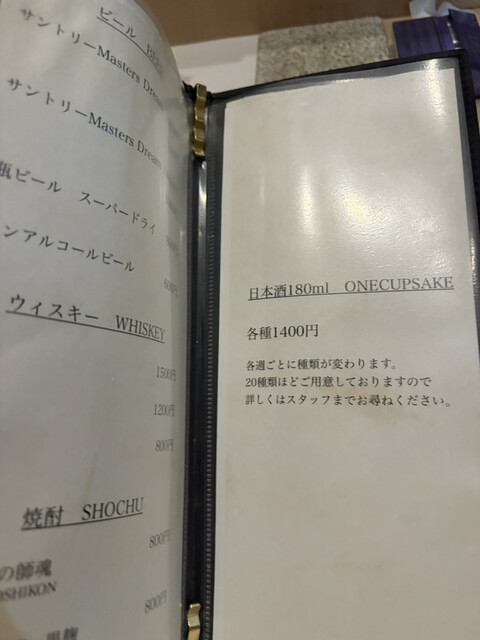 ビール
サントリーMasters Dream
サントリーMasters Dream
瓶ビール　スーパードライ
ンアルコールビール
600円
ウィスキー　WHISKEY
1500円
1200円
800円
焼酎　SHOCHU
800円
の師魂
OSHIKON
800円
黒麹
日本酒180ml　ONECUPSAKE
各種1400円
各週ごとに種類が変わります。
20種類ほどご用意しておりますので
詳しくはスタッフまでお尋ねください。